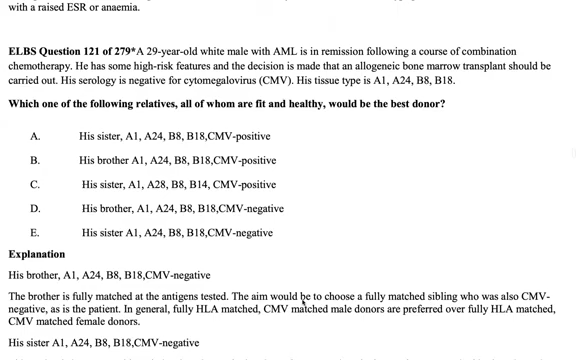 with a raised ESR or anaemia.
ELBS Question 121 of 279*A 29-year-old white male with AML is in remission following a course of combination
chemotherapy. He has some high-risk features and the decision is made that an allogeneic bone marrow transplant should be
carried out. His serology is negative for cytomegalovirus (CMV). His tissue type is A1, A24, B8, B18.
Which one of the following relatives, all of whom are fit and healthy, would be the best donor?
A. His sister, A1, A24, B8, B18,CMV-positive
B. His brother A1, A24, B8, B18,CMV-positive
C. His sister, A1, A28, B8, B14, CMV-positive
D. His brother, A1, A24, B8, B18,CMV-negative
E. His sister A1, A24, B8, B18,CMV-negative
Explanation
His brother, A1, A24, B8, B18,CMV-negative
The brother is fully matched at the antigens tested. The aim would be to choose a fully matched sibling who was also CMV-
negative, as is the patient. In general, fully HLA matched, CMV matched male donors are preferred over fully HLA matched,
CMV matched female donors.
His sister A1, A24, B8, B18,CMV-negative